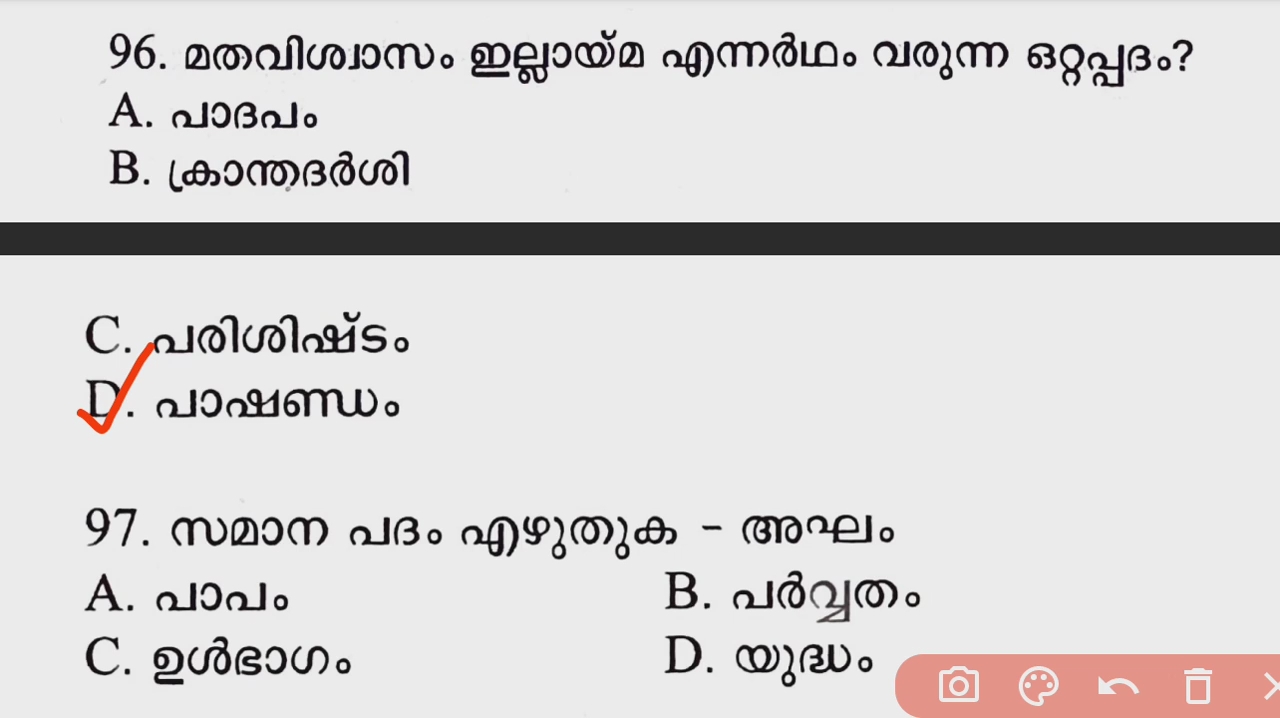 96. മതവിശ്വാസം ഇല്ലായ്മ എന്നർഥം വരുന്ന ഒറ്റപ്പദം?
A. പാദപം
B. ക്രാന്തദർശി
C. പരിശിഷ്ടം
D. പാഷണ്ഡം
97. സമാന പദം എഴുതുക - അഘം
A. പാപം B. പർവ്വതം
C. ഉൾഭാഗം D. യുദ്ധം